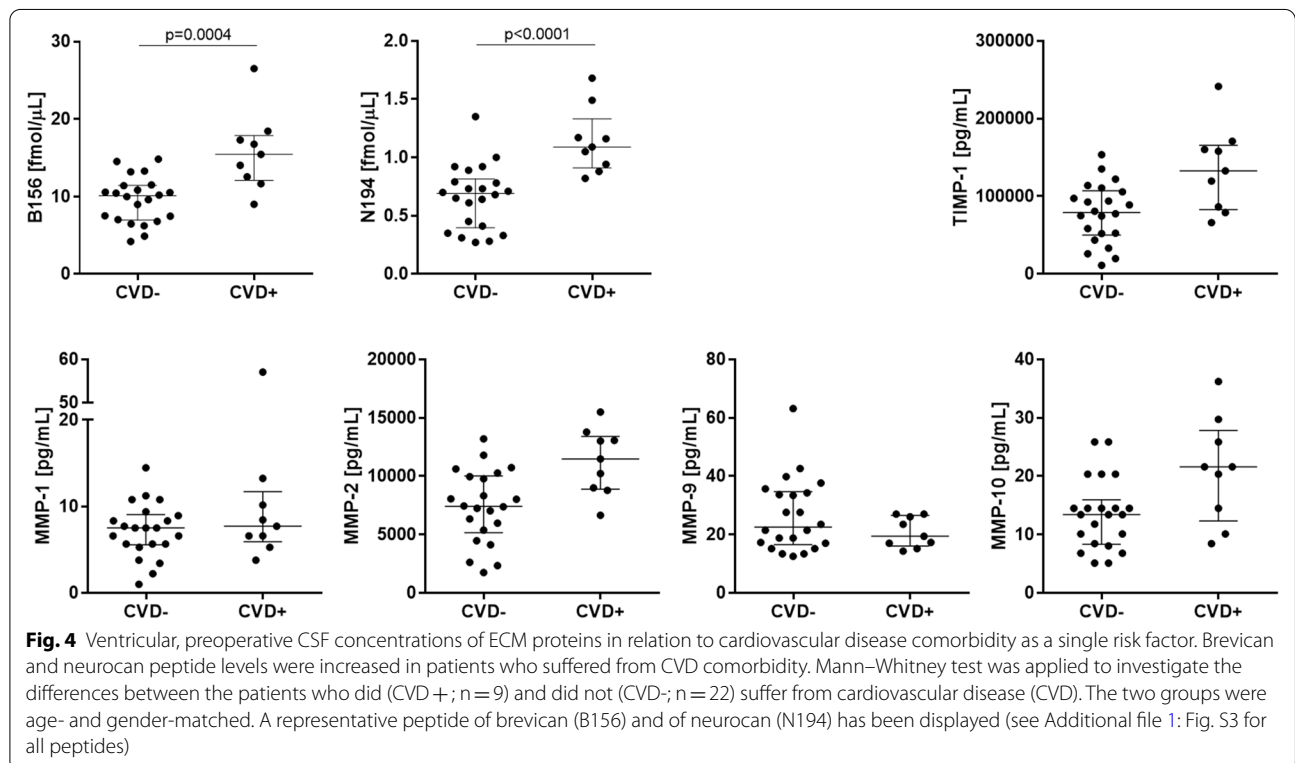 p=0.0004
B156 [fmol/µL]
30
20
10
0
CVD-
CVD+
p<0.0001
N194 [fmol/µL]
2.0
1.5
1.0
0.5
0.0
CVD-
CVD+
TIMP-1 [pg/mL]
300000
200000
100000
0
CVD-
CVD+
MMP-1 [pg/mL]
60
50
20
10
0
CVD-
CVD+
MMP-2 [pg/mL]
20000
15000
10000
5000
0
CVD-
CVD+
MMP-9 [pg/mL]
80
60
40
20
0
CVD-
CVD+
MMP-10 [pg/mL]
40
30
20
10
0
CVD-
CVD+
Fig. 4 Ventricular, preoperative CSF concentrations of ECM proteins in relation to cardiovascular disease comorbidity as a single risk factor. Brevican
and neurocan peptide levels were increased in patients who suffered from CVD comorbidity. Mann–Whitney test was applied to investigate the
differences between the patients who did (CVD+; n=9) and did not (CVD-; n=22) suffer from cardiovascular disease (CVD). The two groups were
age- and gender-matched. A representative peptide of brevican (B156) and of neurocan (N194) has been displayed (see Additional file 1: Fig. S3 for
all peptides)